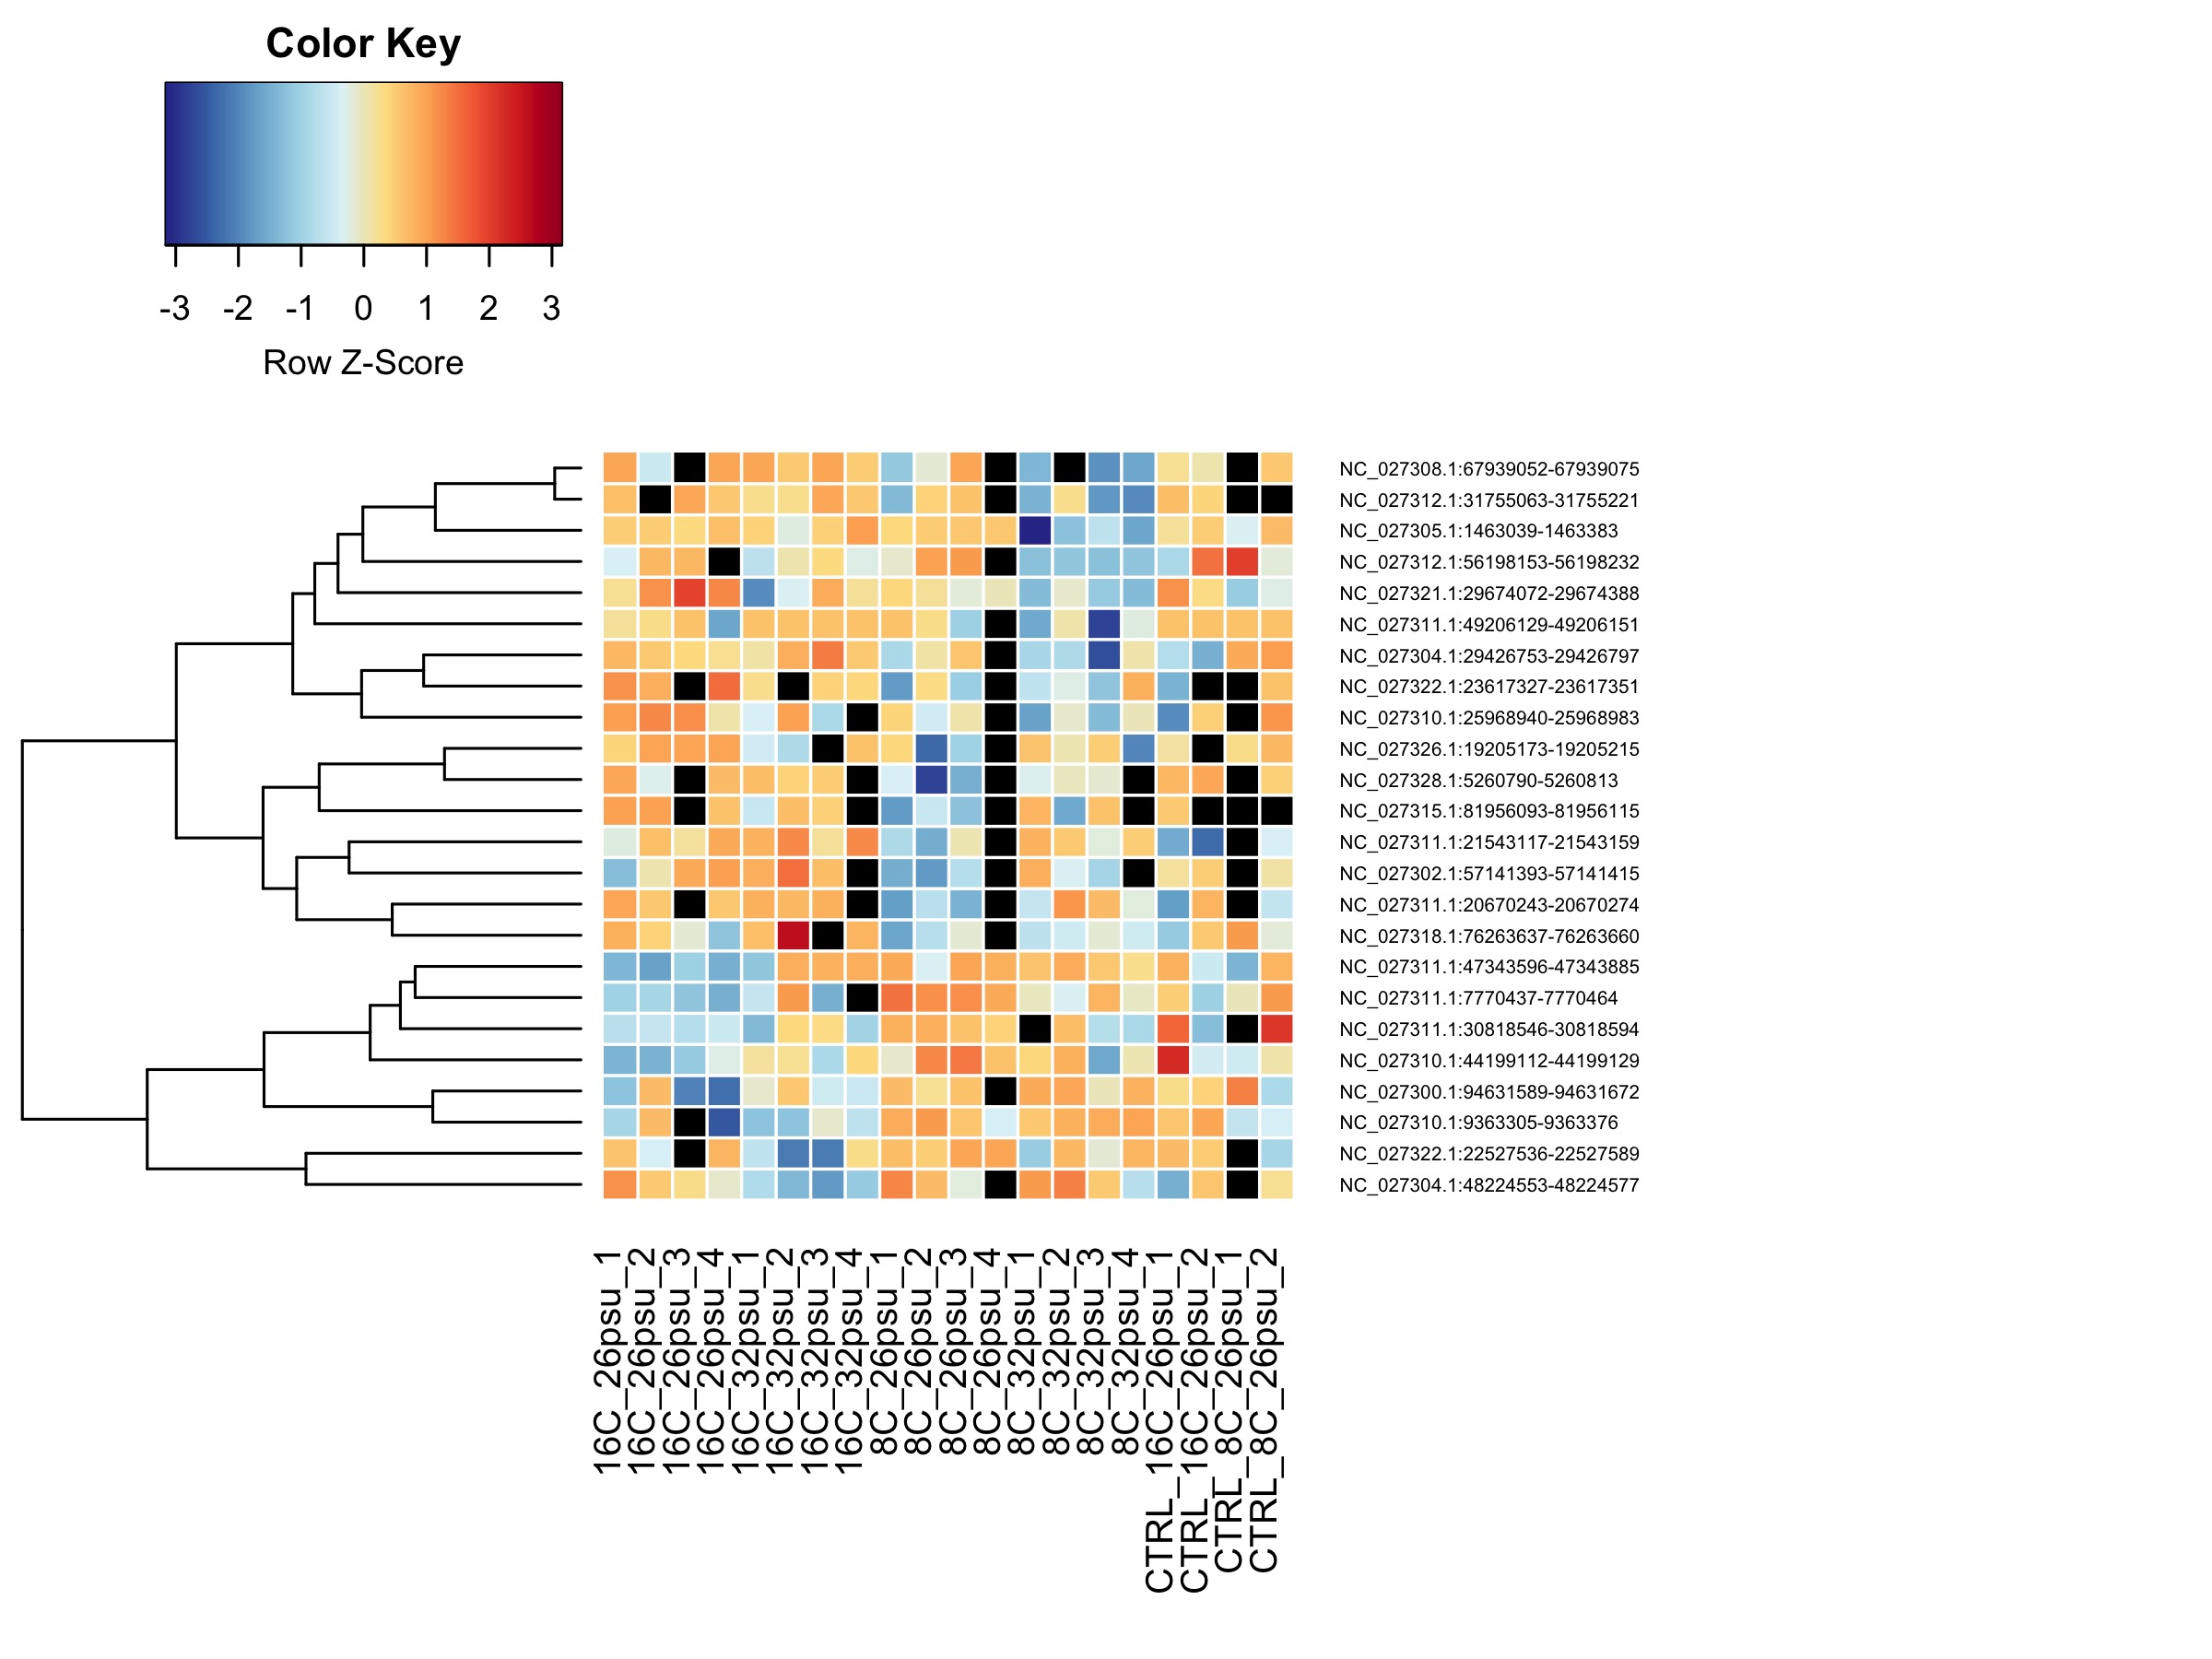 Color Key
-3 -2 -1 0 1 2 3
Row Z-Score
NC_027308.1:67939052-67939075
NC_027312.1:31755063-31755221
NC_027305.1:1463039-1463383
NC_027312.1:56198153-56198232
NC_027321.1:29674072-29674388
NC_027311.1:49206129-49206151
NC_027304.1:29426753-29426797
NC_027322.1:23617327-23617351
NC_027310.1:25968940-25968983
NC_027326.1:19205173-19205215
NC_027328.1:5260790-5260813
NC_027315.1:81956093-81956115
NC_027311.1:21543117-21543159
NC_027302.1:57141393-57141415
NC_027311.1:20670243-20670274
NC_027318.1:76263637-76263660
NC_027311.1:47343596-47343885
NC_027311.1:7770437-7770464
NC_027311.1:30818546-30818594
NC_027310.1:44199112-44199129
NC_027300.1:94631589-94631672
NC_027310.1:9363305-9363376
NC_027322.1:22527536-22527589
NC_027304.1:48224553-48224577
16C_26psu_1
16C_26psu_2
16C_26psu_3
16C_26psu_4
16C_32psu_1
16C_32psu_2
16C_32psu_3
16C_32psu_4
8C_26psu_1
8C_26psu_2
8C_26psu_3
8C_26psu_4
8C_32psu_1
8C_32psu_2
8C_32psu_3
8C_32psu_4
CTRL_16C_26psu_1
CTRL_16C_26psu_2
CTRL_8C_26psu_1
CTRL_8C_26psu_2